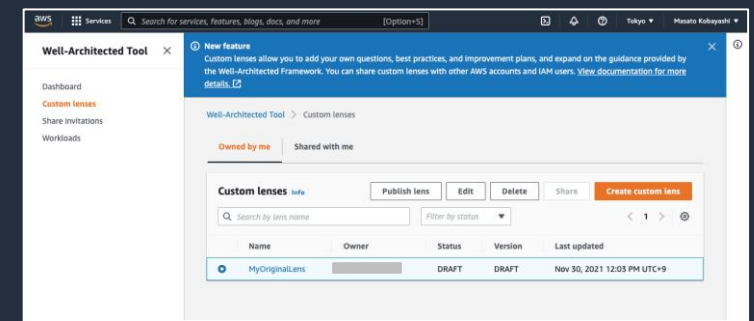 aws Services Search for services, features, blogs, docs, and more [Option+S] Tokyo ▼ Masato Kobayashi ▼
Well-Architected Tool ×
Dashboard
Custom lenses
Share invitations
Workloads
New feature
Custom lenses allow you to add your own questions, best practices, and improvement plans, and expand on the guidance provided by
the Well-Architected Framework. You can share custom lenses with other AWS accounts and IAM users. View documentation for more
details.
Well-Architected Tool > Custom lenses
Owned by me Shared with me
Custom lenses Info Publish lens Edit Delete Share Create custom lens
Search by lens name Filter by status ▼ < 1 >
Name Owner Status Version Last updated
MyOriginalLens DRAFT DRAFT Nov 30, 2021 12:03 PM UTC+9